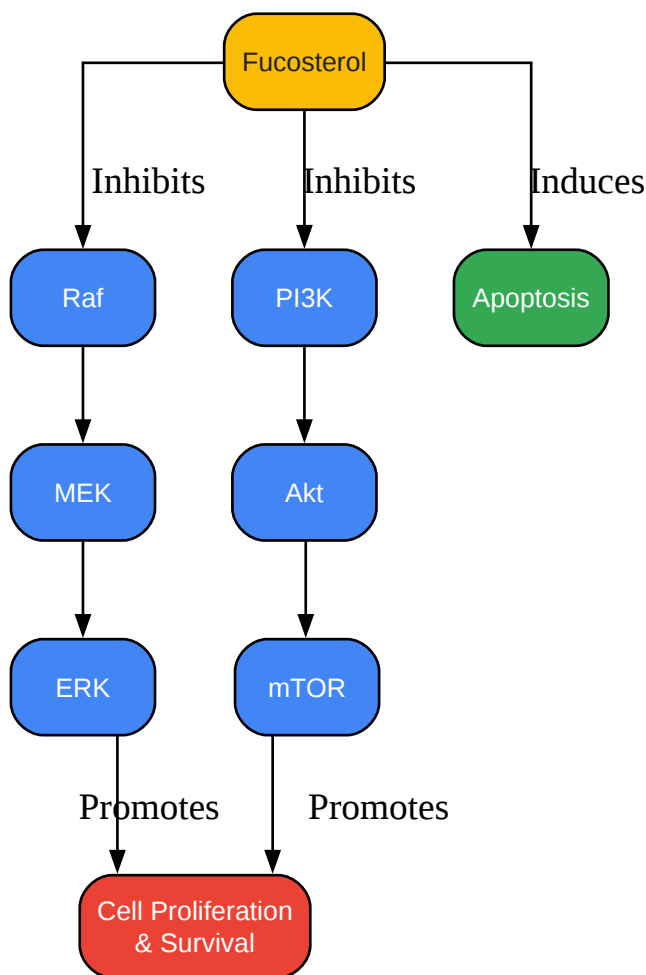 Fucosterol
Inhibits
Inhibits
Induces
Raf
PI3K
Apoptosis
MEK
Akt
ERK
mTOR
Promotes
Promotes
Cell Proliferation
& Survival